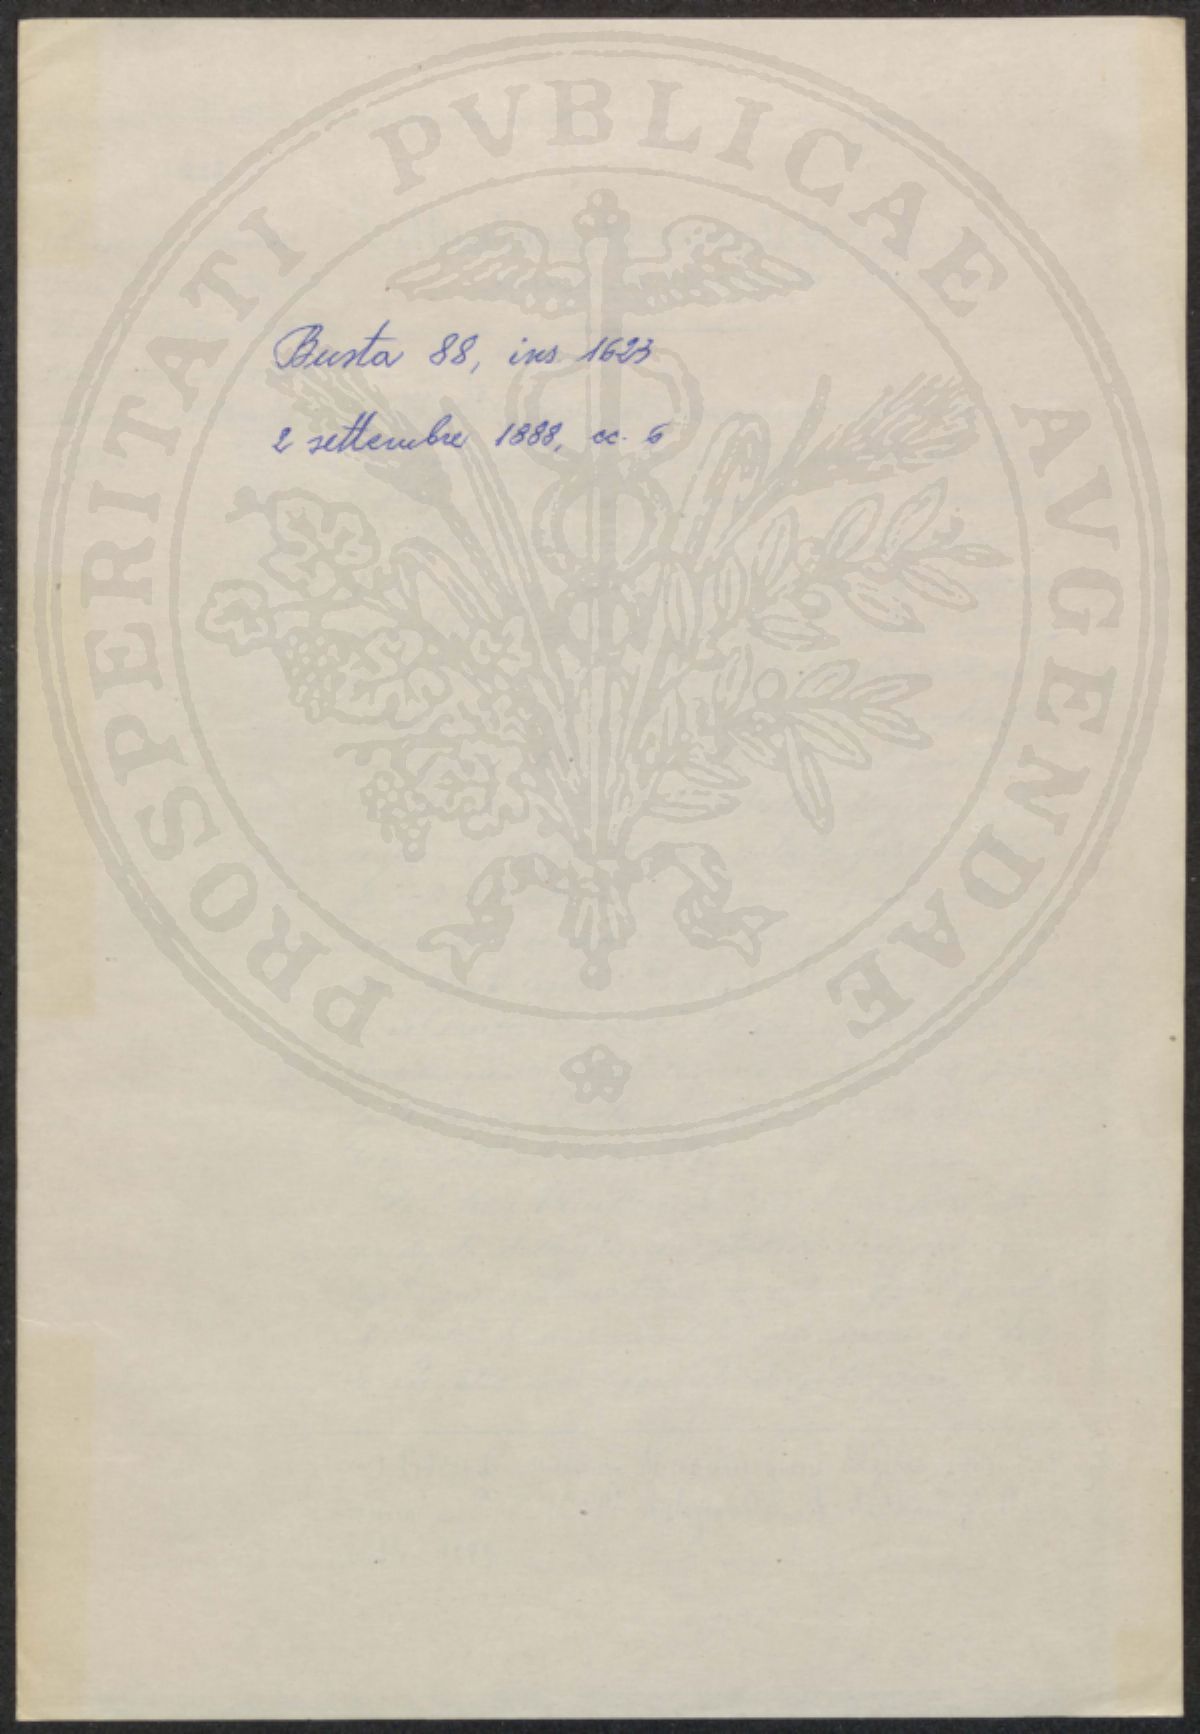 PROSPERITATI PVBLICAE AVGENDAE
Busta 88, ins 1623
2 settembre 1888, cc. 6